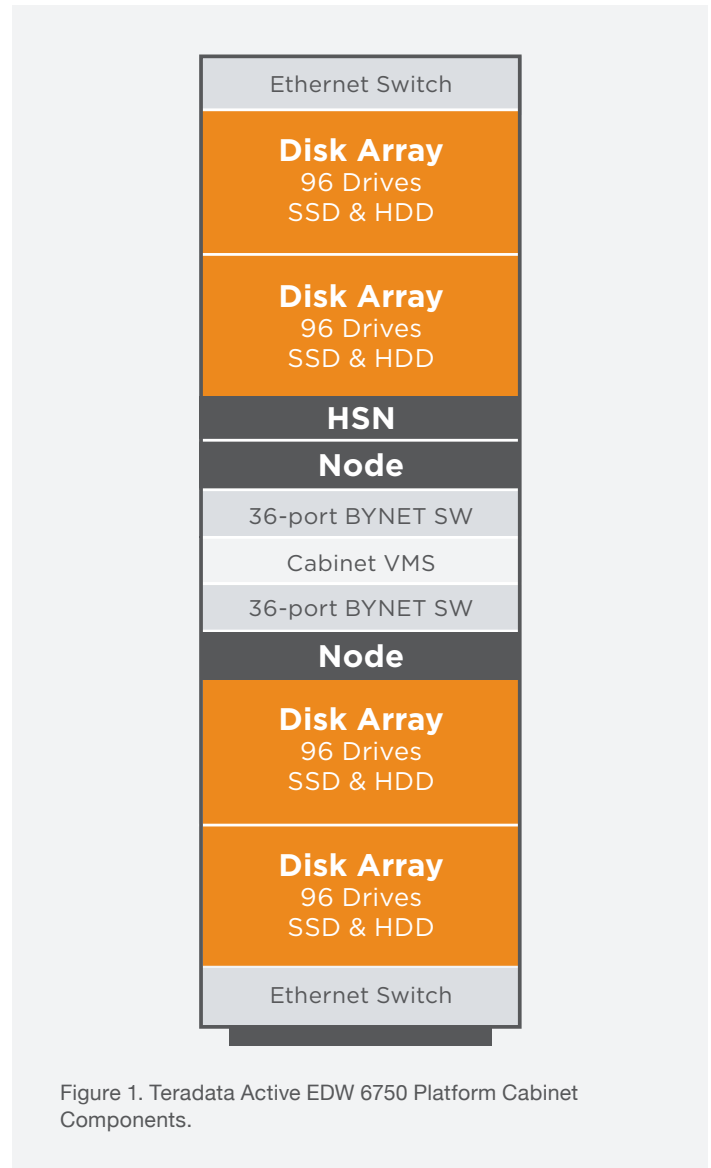 Ethernet Switch
Disk Array
96 Drives
SSD & HDD
Disk Array
96 Drives
SSD & HDD
HSN
Node
36-port BYNET SW
Cabinet VMS
36-port BYNET SW
Node
Disk Array
96 Drives
SSD & HDD
Disk Array
96 Drives
SSD & HDD
Ethernet Switch
Figure 1. Teradata Active EDW 6750 Platform Cabinet
Components.